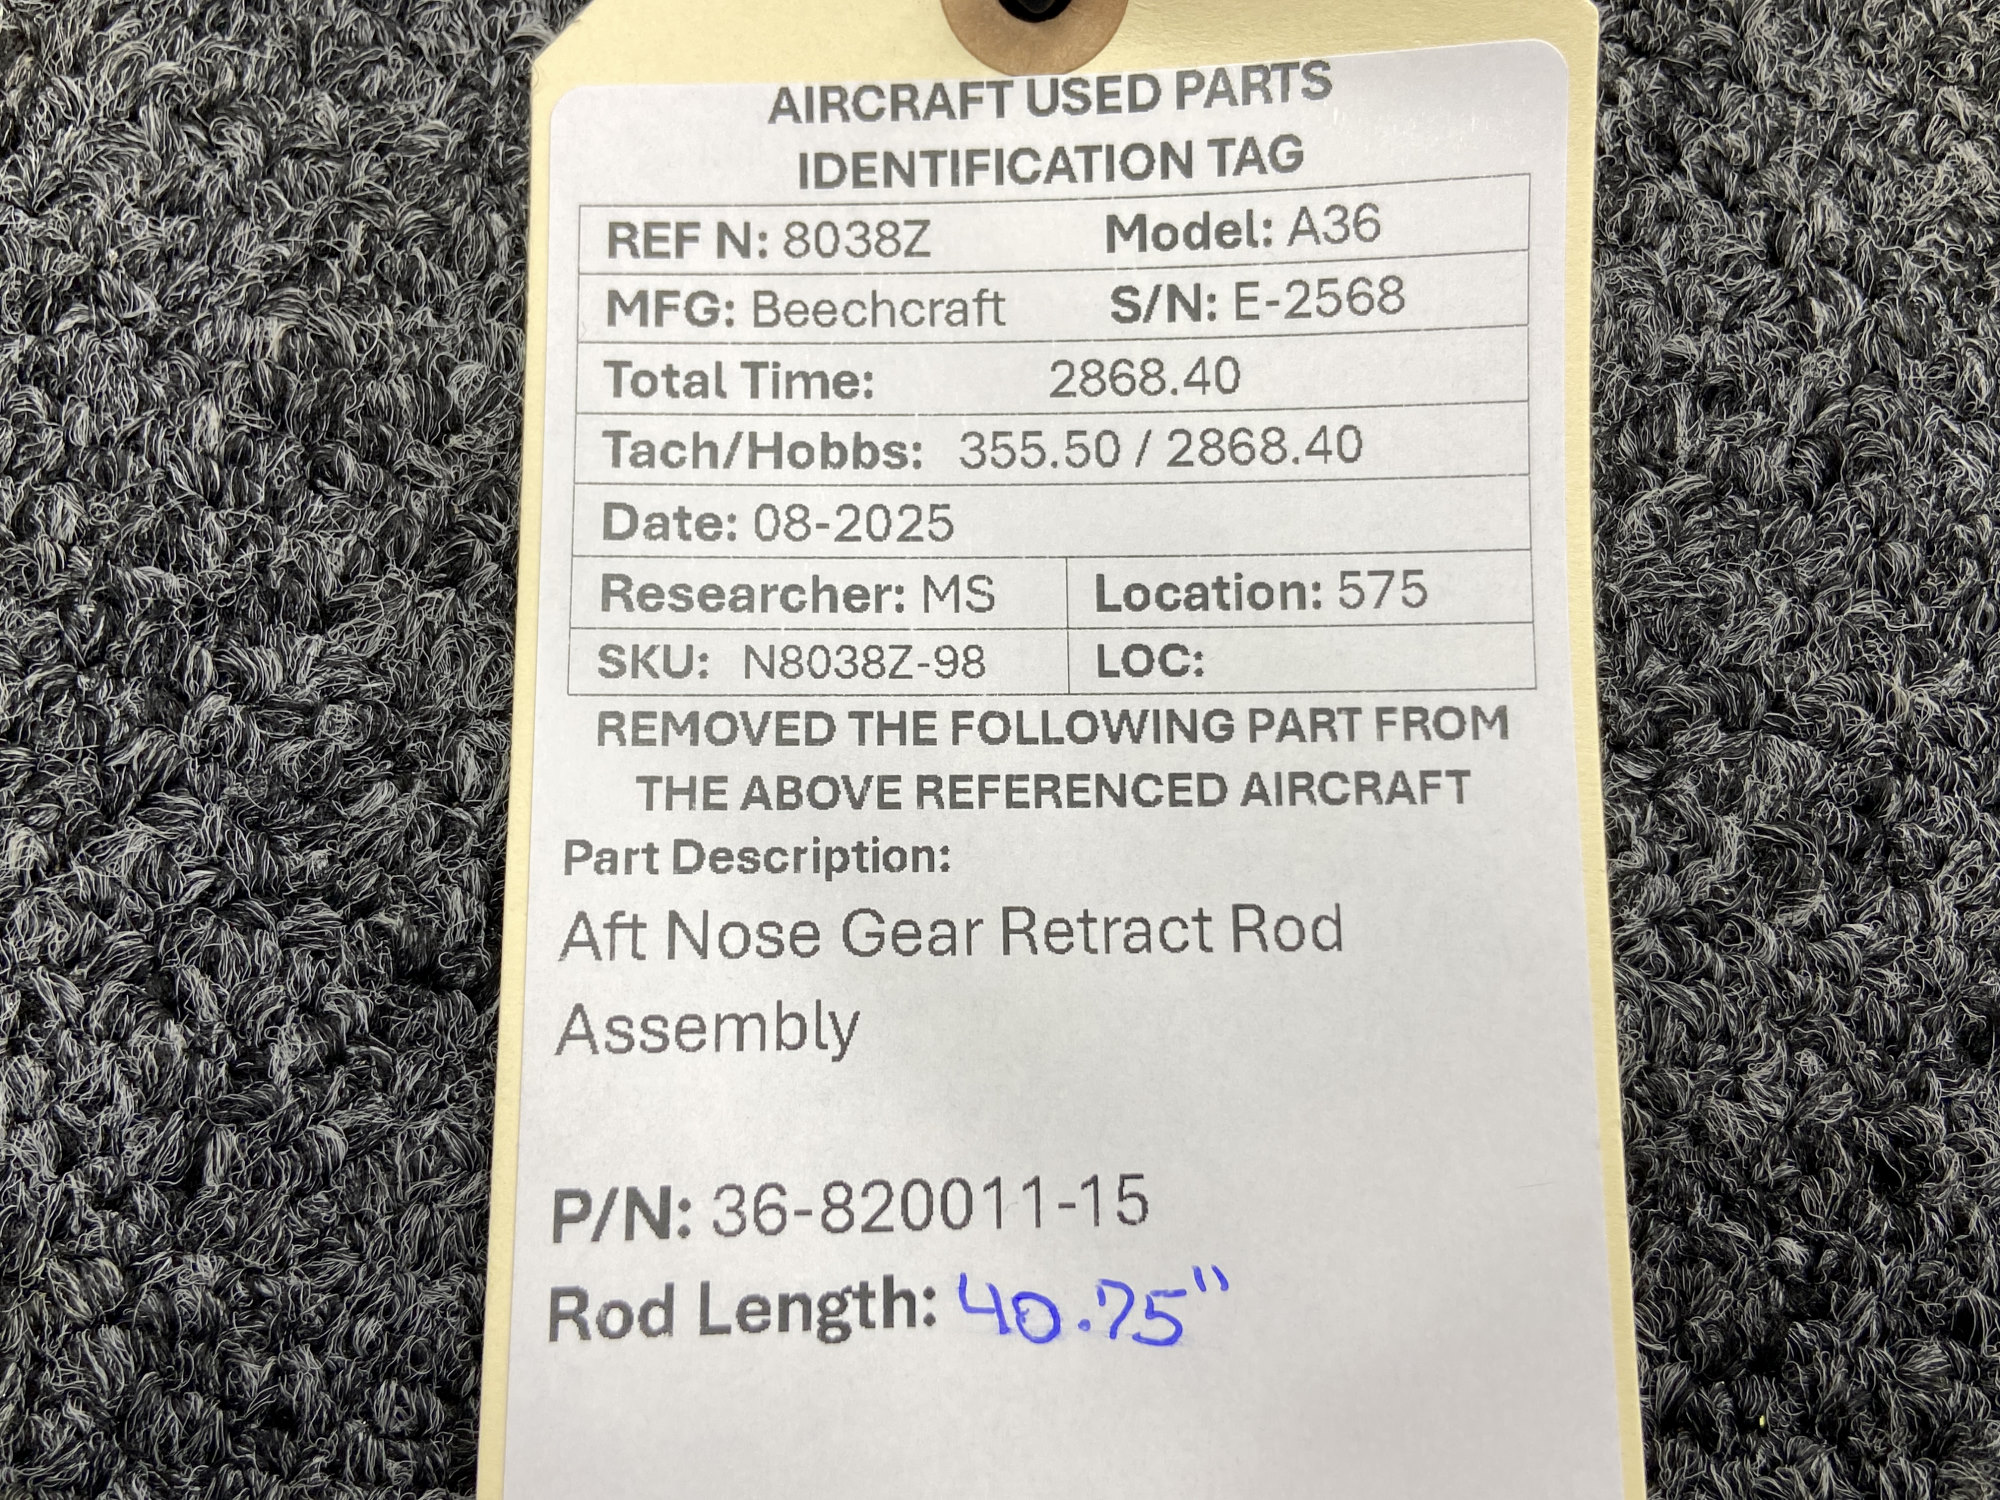 AIRCRAFT USED PARTS
IDENTIFICATION TAG
REF N: 8038Z Model: A36
MFG: Beechcraft S/N: E-2568
Total Time: 2868.40
Tach/Hobbs: 355.50 / 2868.40
Date: 08-2025
Researcher: MS Location: 575
SKU: N8038Z-98 LOC:
REMOVED THE FOLLOWING PART FROM
THE ABOVE REFERENCED AIRCRAFT
Part Description:
Aft Nose Gear Retract Rod
Assembly
P/N: 36-820011-15
Rod Length: 40.75"